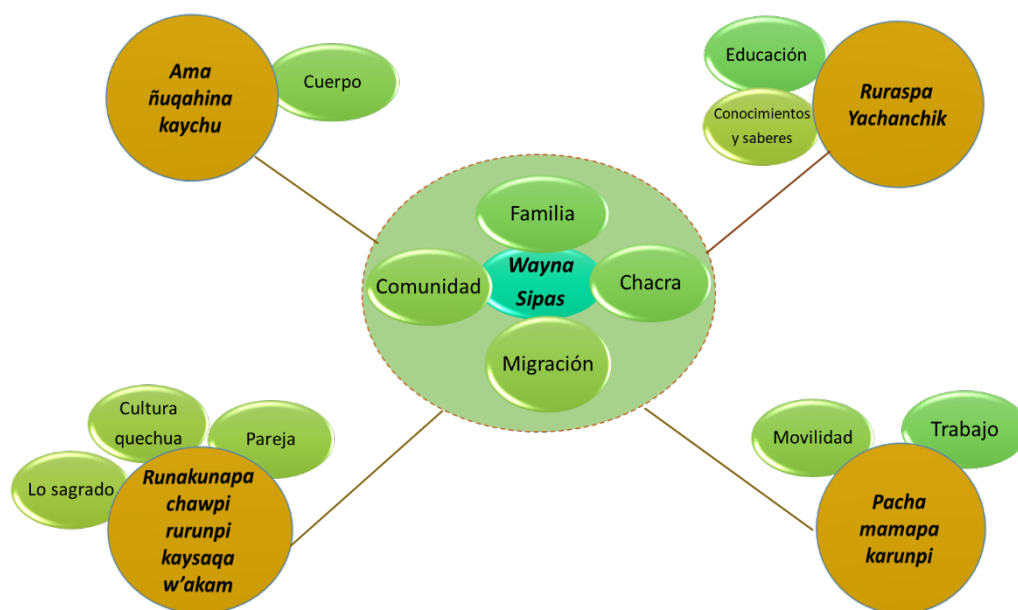 Ama
ñuqahina
kaychu
Cuerpo
Educación
Conocimientos
y saberes
Ruraspa
Yachanchik
Familia
Comunidad
Wayna
Sipas
Chacra
Migración
Cultura
quechua
Pareja
Lo sagrado
Runakunapa
chawpi
rurunpi
kaysaqa
w’akam
Movilidad
Trabajo
Pacha
mamapa
karunpi